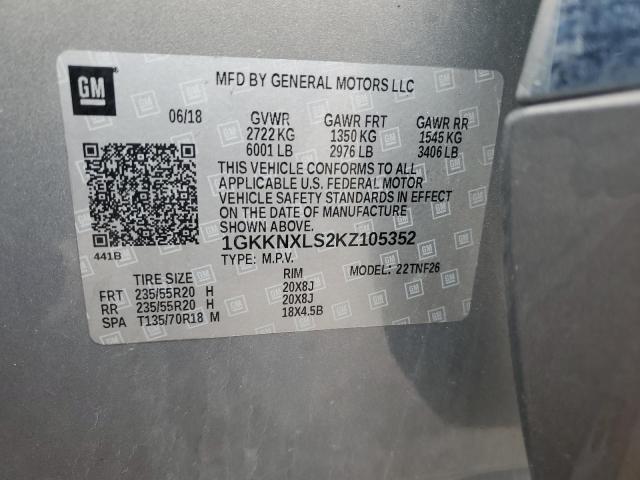 GM
MFD BY GENERAL MOTORS LLC
06/18 GVWR GAWR FRT GAWR RR
2722 KG 1350 KG 1545 KG
6001 LB 2976 LB 3406 LB
THIS VEHICLE CONFORMS TO ALL
APPLICABLE U.S. FEDERAL MOTOR
VEHICLE SAFETY STANDARDS IN EFFECT
ON THE DATE OF MANUFACTURE
SHOWN ABOVE.
441B
1GKKNXLS2KZ105352
TYPE: M.P.V. MODEL: 22TNF26
TIRE SIZE RIM
FRT 235/55R20 H 20X8J
RR 235/55R20 H 20X8J
SPA T135/70R18 M 18X4.5B